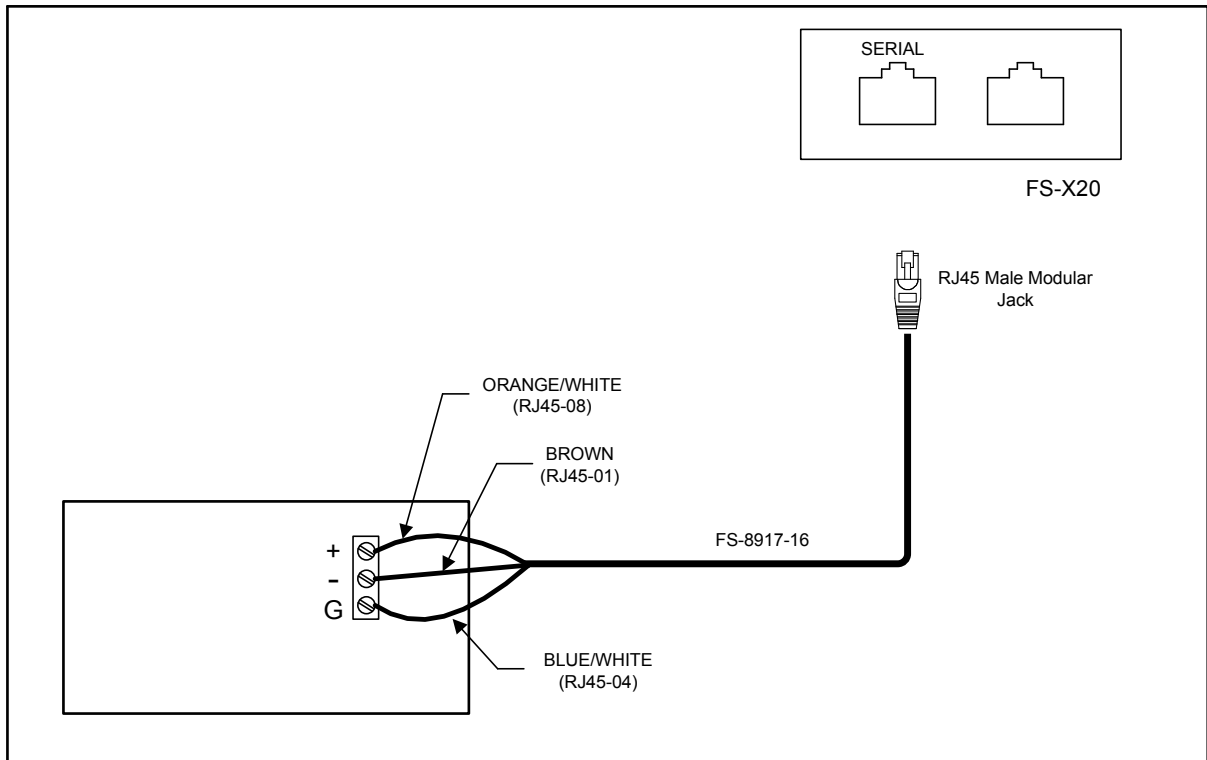 SERIAL
FS-X20
RJ45 Male Modular
Jack
ORANGE/WHITE
(RJ45-08)
BROWN
(RJ45-01)
FS-8917-16
+
-
G
BLUE/WHITE
(RJ45-04)